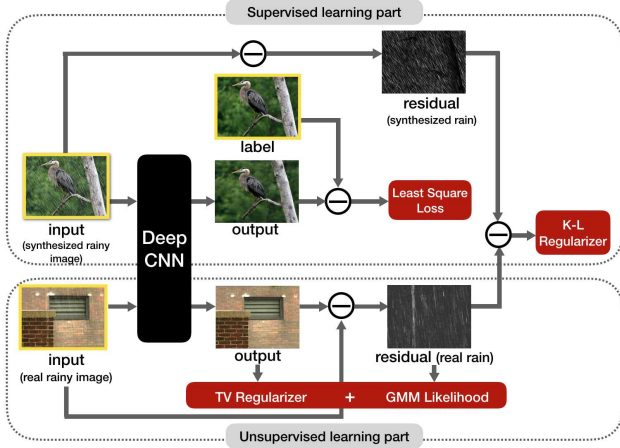 Supervised learning part
residual
(synthesized rain)
label
input
(synthesized rainy
image)
Deep
CNN
output
Least Square
Loss
K-L
Regularizer
input
(real rainy image)
output
residual (real rain)
TV Regularizer + GMM Likelihood
Unsupervised learning part